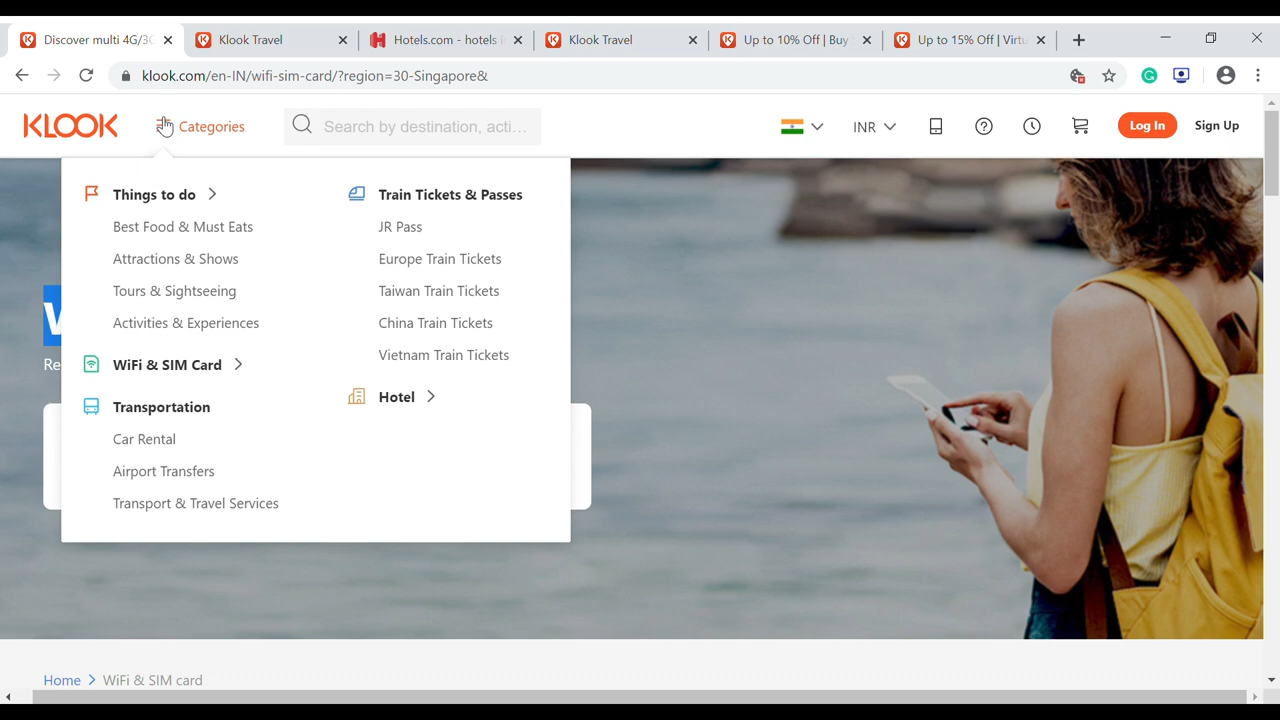 Discover multi 4G/3G
Klook Travel
Hotels.com - hotels i
Klook Travel
Up to 10% Off | Buy
Up to 15% Off | Virtu
klook.com/en-IN/wifi-sim-card/?region=30-Singapore&
KLOOK
Categories
Search by destination, acti...
INR
Log In
Sign Up
Things to do
Best Food & Must Eats
Attractions & Shows
Tours & Sightseeing
Activities & Experiences
WiFi & SIM Card
Transportation
Car Rental
Airport Transfers
Transport & Travel Services
Train Tickets & Passes
JR Pass
Europe Train Tickets
Taiwan Train Tickets
China Train Tickets
Vietnam Train Tickets
Hotel
Home > WiFi & SIM card